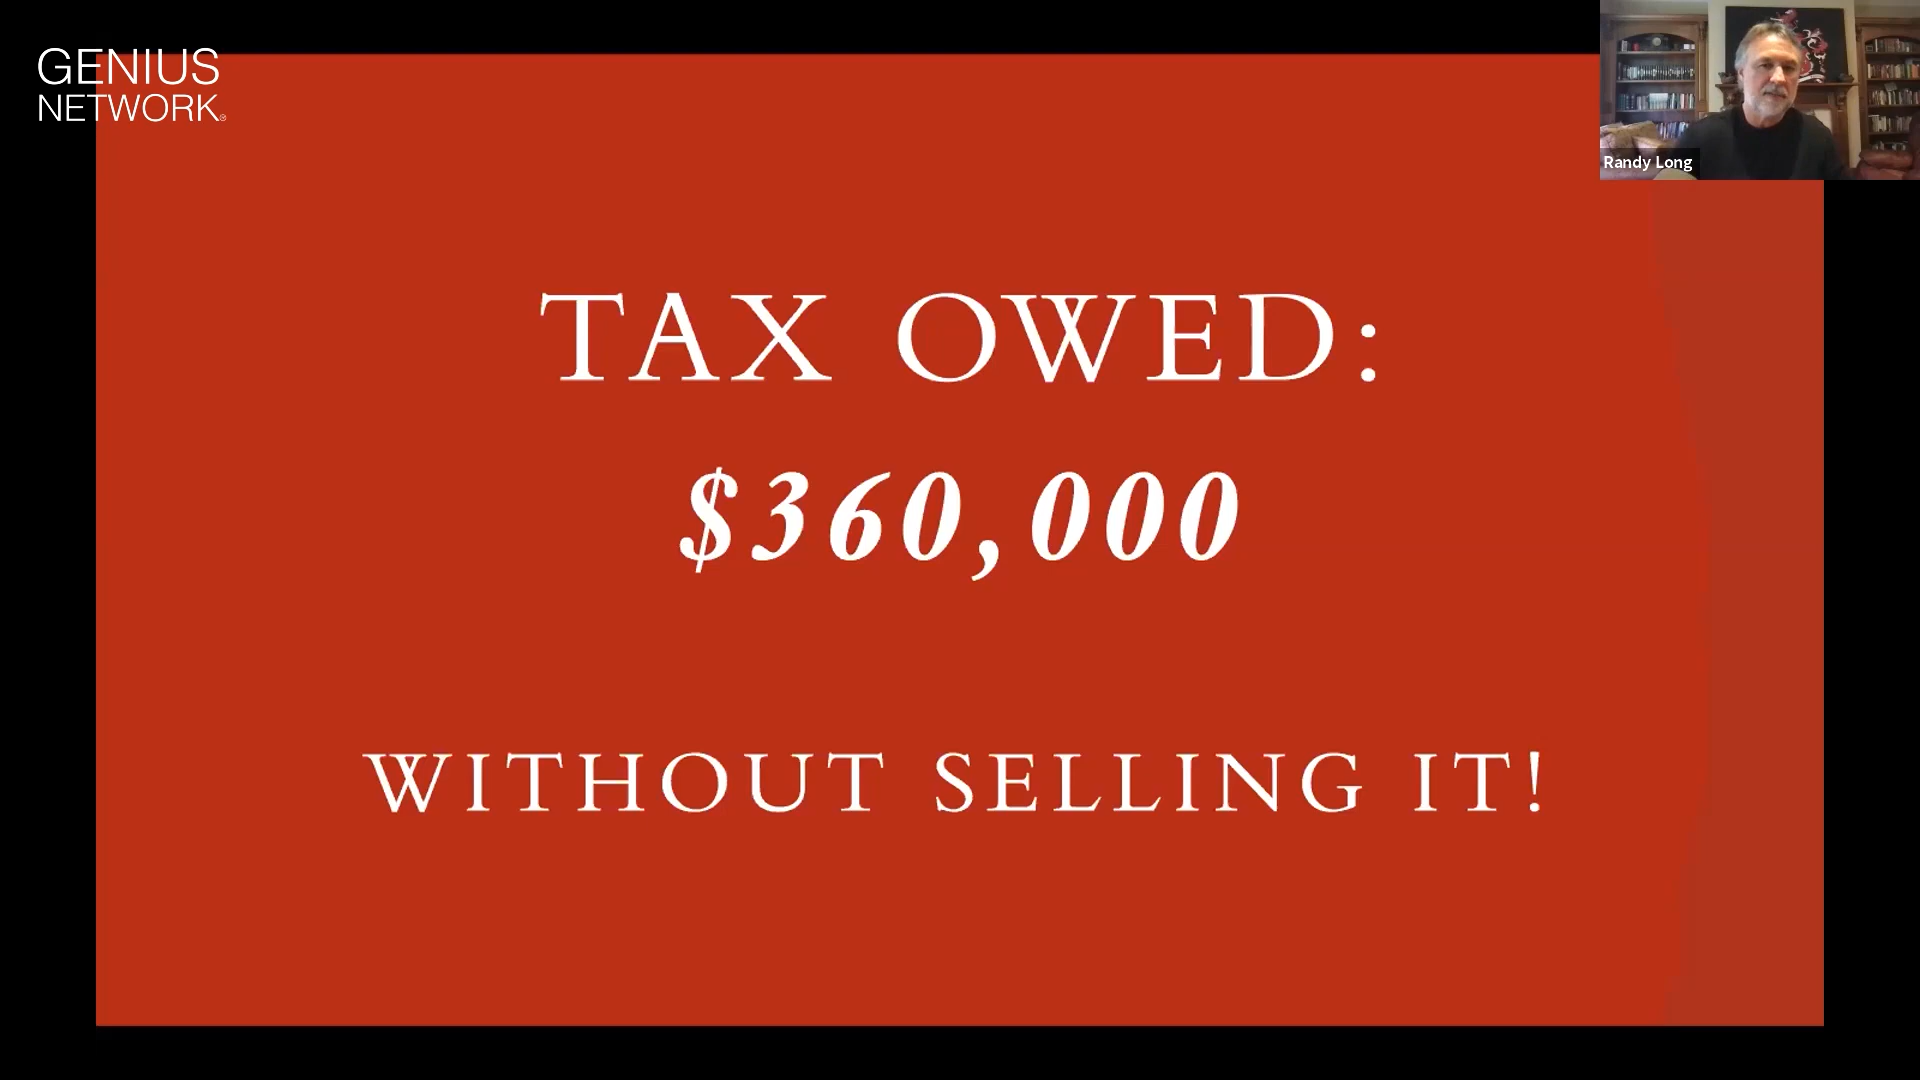 GENIUS
NETWORK®
Randy Long
TAX OWED:
$360,000
WITHOUT SELLING IT!